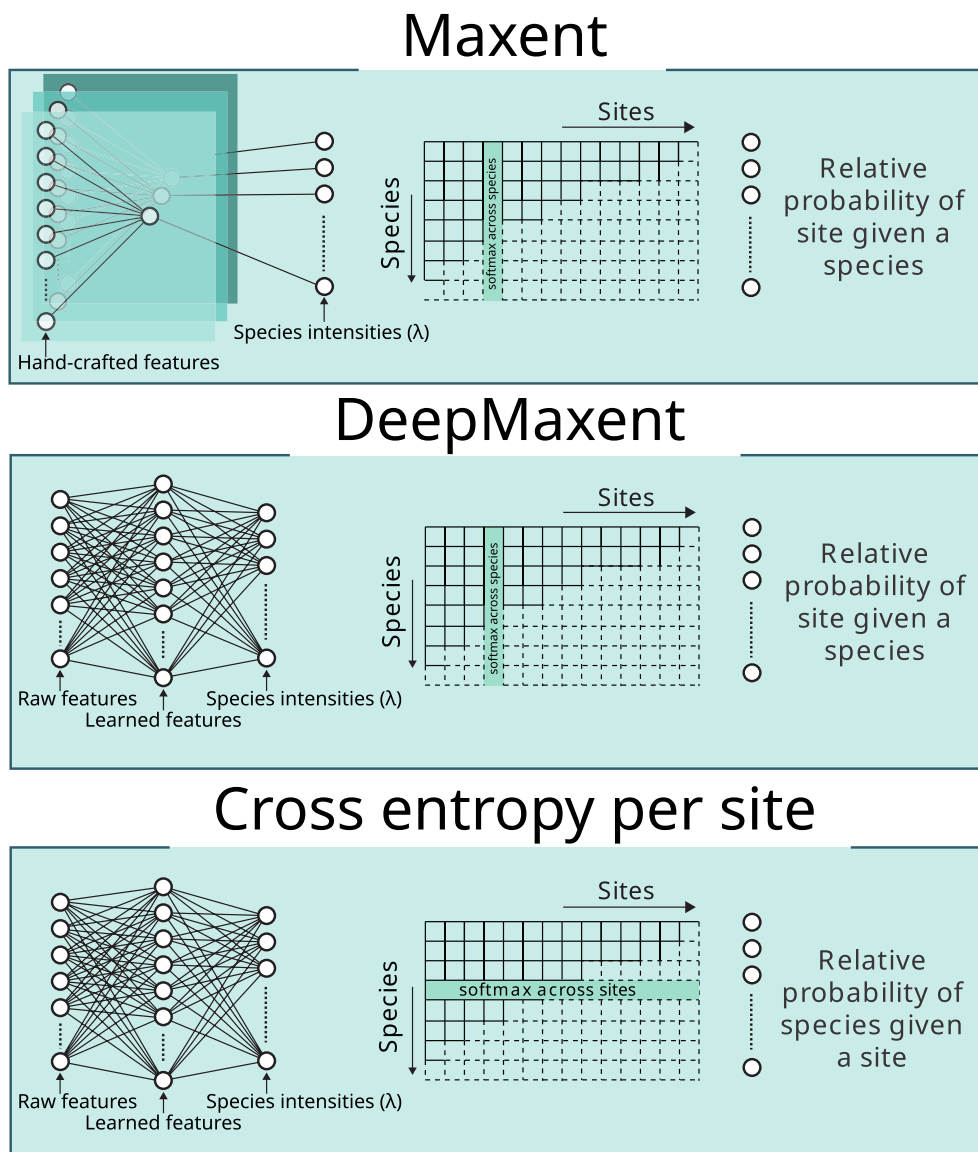 Maxent
Sites
Species
softmax across species
Relative
probability of
site given a
species
Species intensities (λ)
Hand-crafted features
DeepMaxent
Sites
Species
softmax across species
Relative
probability of
site given a
species
Raw features
Species intensities (λ)
Learned features
Cross entropy per site
Sites
Species
softmax across sites
Relative
probability of
species given
a site
Raw features
Species intensities (λ)
Learned features